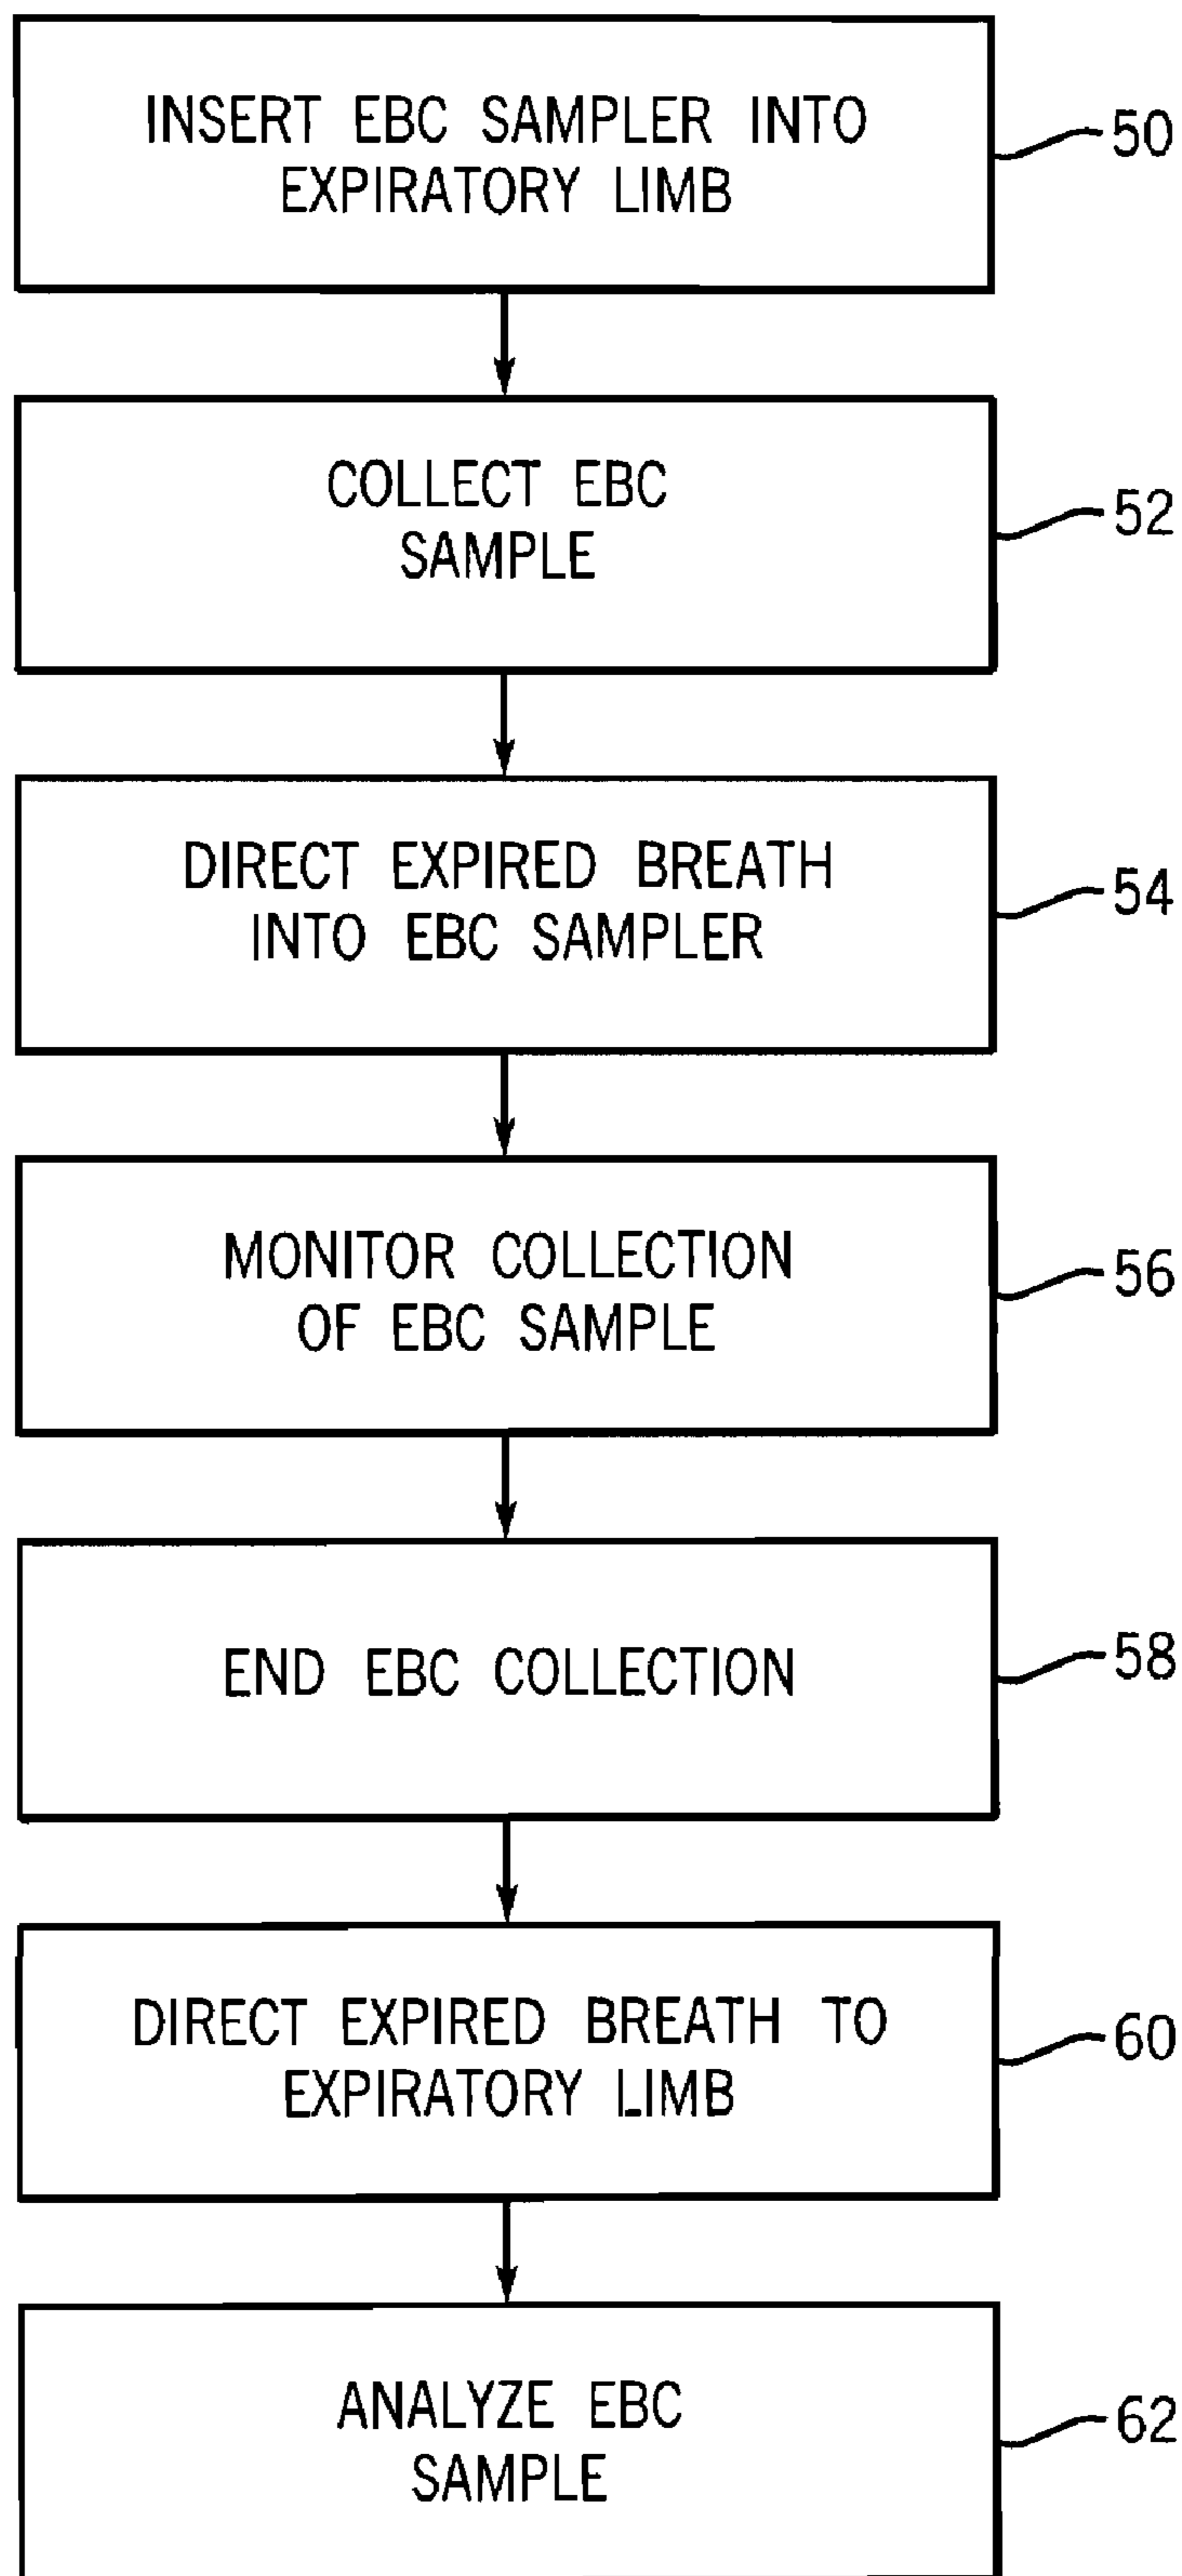 INSERT EBC SAMPLER INTO
EXPIRATORY LIMB
50
COLLECT EBC
SAMPLE
52
DIRECT EXPIRED BREATH
INTO EBC SAMPLER
54
MONITOR COLLECTION
OF EBC SAMPLE
56
END EBC COLLECTION
58
DIRECT EXPIRED BREATH TO
EXPIRATORY LIMB
60
ANALYZE EBC
SAMPLE
62